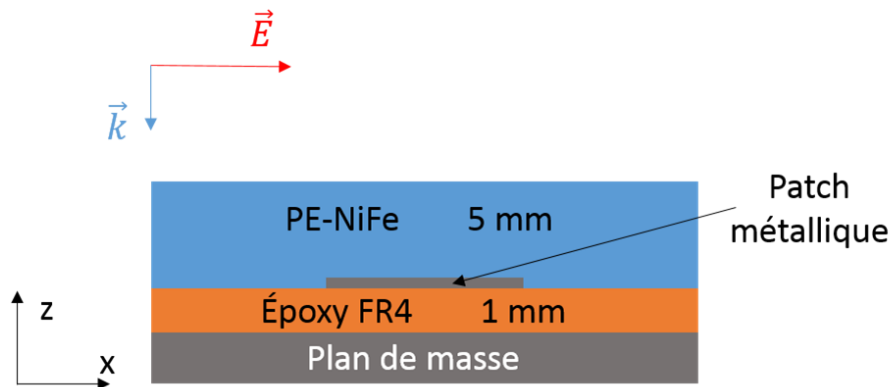 E
k
PE-NiFe 5 mm
Patch
métallique
Époxy FR4 1 mm
Plan de masse
z
x